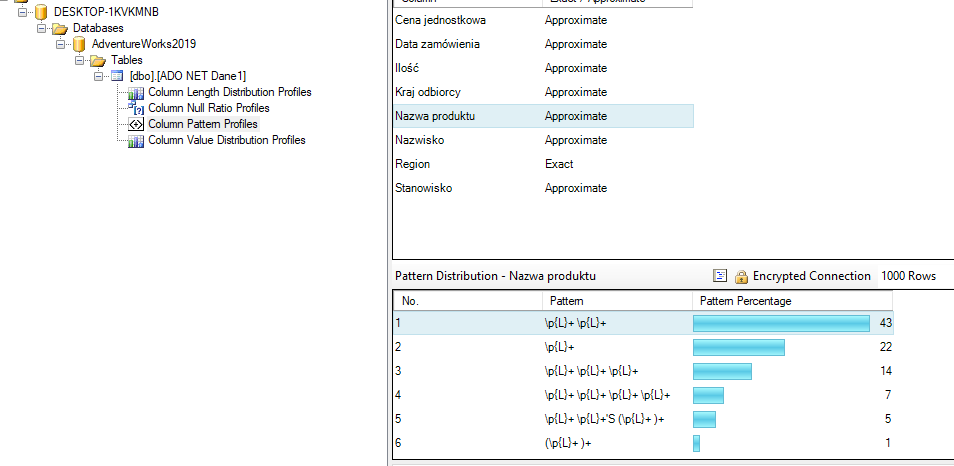 DESKTOP-1KVKMNB
Databases
AdventureWorks2019
Tables
[dbo].[ADO NET Dane1]
Column Length Distribution Profiles
Column Null Ratio Profiles
Column Pattern Profiles
Column Value Distribution Profiles
Column Exact / Approximate
Cena jednostkowa Approximate
Data zamówienia Approximate
Ilość Approximate
Kraj odbiorcy Approximate
Nazwa produktu Approximate
Nazwisko Approximate
Region Exact
Stanowisko Approximate
Pattern Distribution - Nazwa produktu Encrypted Connection 1000 Rows
No. Pattern Pattern Percentage
1 \p{L}+ \p{L}+ 43
2 \p{L}+ 22
3 \p{L}+ \p{L}+ \p{L}+ 14
4 \p{L}+ \p{L}+ \p{L}+ \p{L}+ 7
5 \p{L}+ \p{L}+'S (\p{L}+ )+ 5
6 (\p{L}+ )+ 1